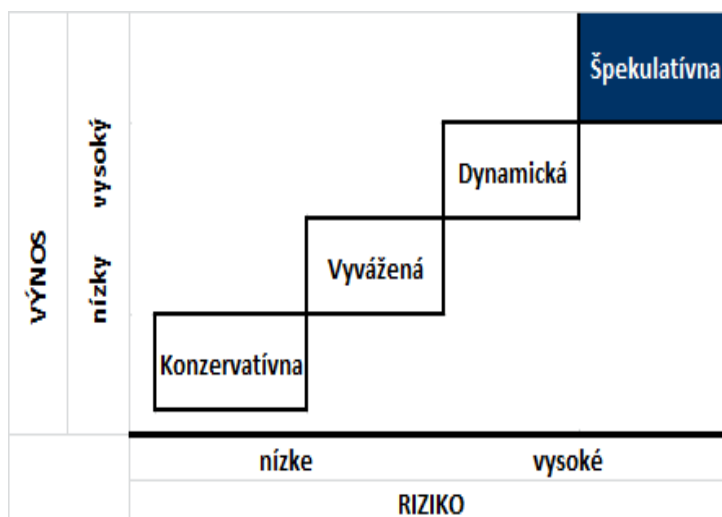 Špekulatívna
Dynamická
Vyvážená
Konzervatívna
VÝNOS
nízky vysoký
nízke vysoké
RIZIKO